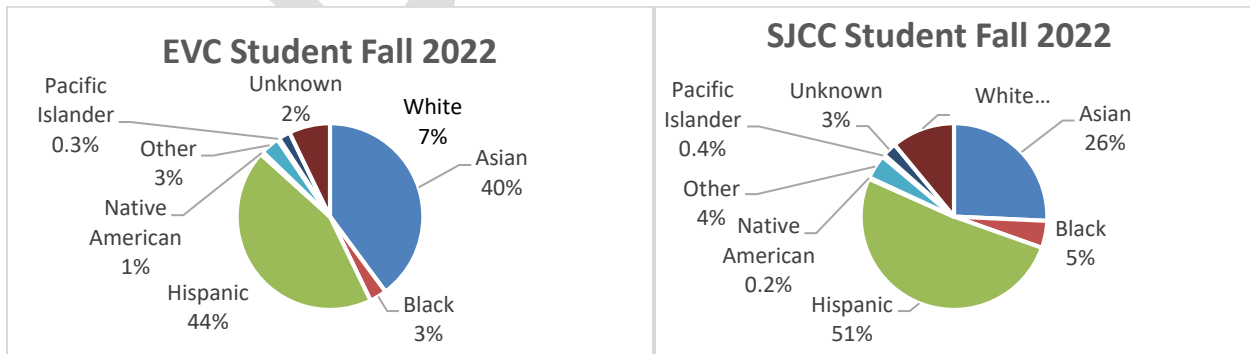 EVC Student Fall 2022
Pacific
Islander
0.3%
Unknown
2%
White
7%
Other
3%
Asian
40%
Native
American
1%
Hispanic
44%
Black
3%
SJCC Student Fall 2022
Pacific
Islander
0.4%
Unknown
3%
White...
Asian
26%
Other
4%
Native
American
0.2%
Black
5%
Hispanic
51%